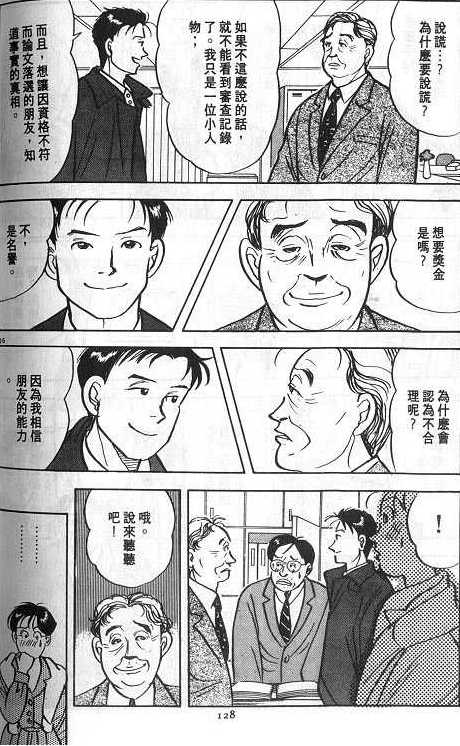 說謊…？
為什麼要說謊？
如果不這麼說的話，
就不能看到審查記錄
了。我只是一位小人
物；
而且，想讓因資格不符
而論文落選的朋友，知
道事實的真相。
想要獎金
是嗎？
不，
是名譽。
為什麼會
認為不合
理呢？
因為我相信
朋友的能力
。
！
哦。
說來聽聽
吧！
………
………
128